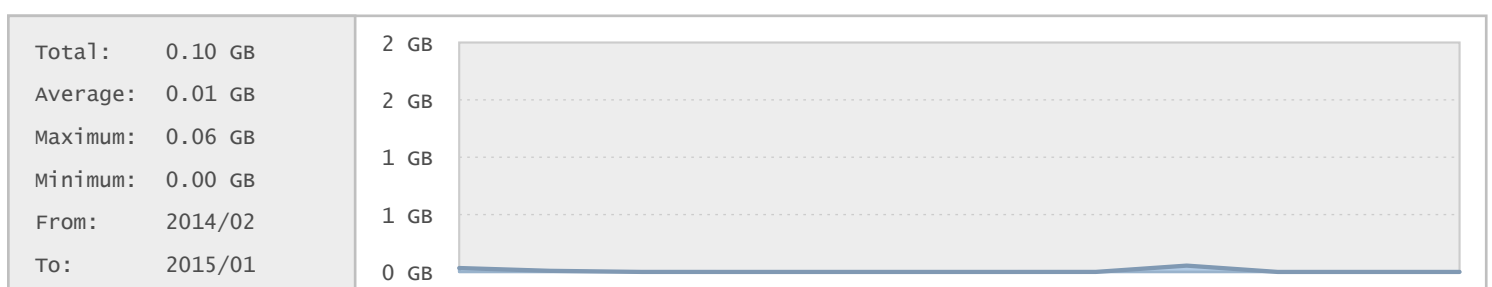 Total: 0.10 GB
Average: 0.01 GB
Maximum: 0.06 GB
Minimum: 0.00 GB
From: 2014/02
To: 2015/01
2 GB
2 GB
1 GB
1 GB
0 GB